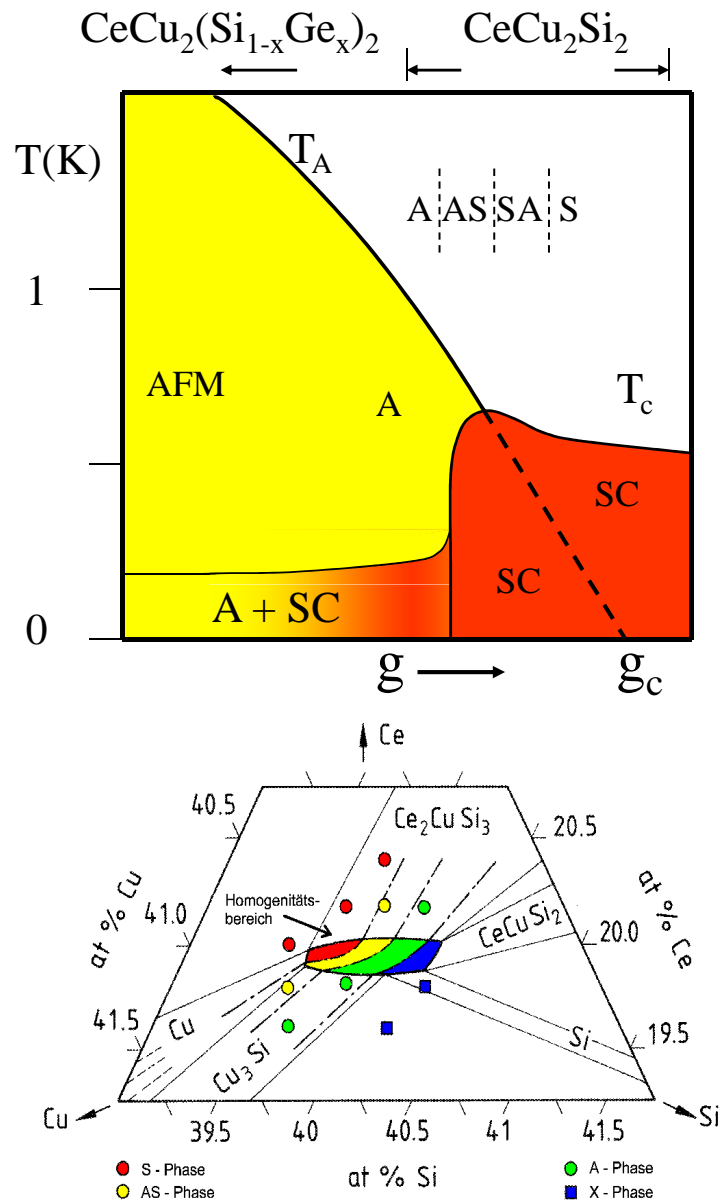 CeCu2(Si1-xGex)2 CeCu2Si2
T(K)
TA
A AS SA S
1
AFM
A
Tc
SC
SC
A + SC
0
g gc
Ce
40.5
Ce2CuSi3
20.5
at % Cu
Homogenitäts-
bereich
at % Ce
41.0
CeCuSi2
20.0
Cu
Si
41.5
Cu3Si
19.5
Cu
Si
39.5 40 40.5 41 41.5
at % Si
S - Phase
A - Phase
AS - Phase
X - Phase